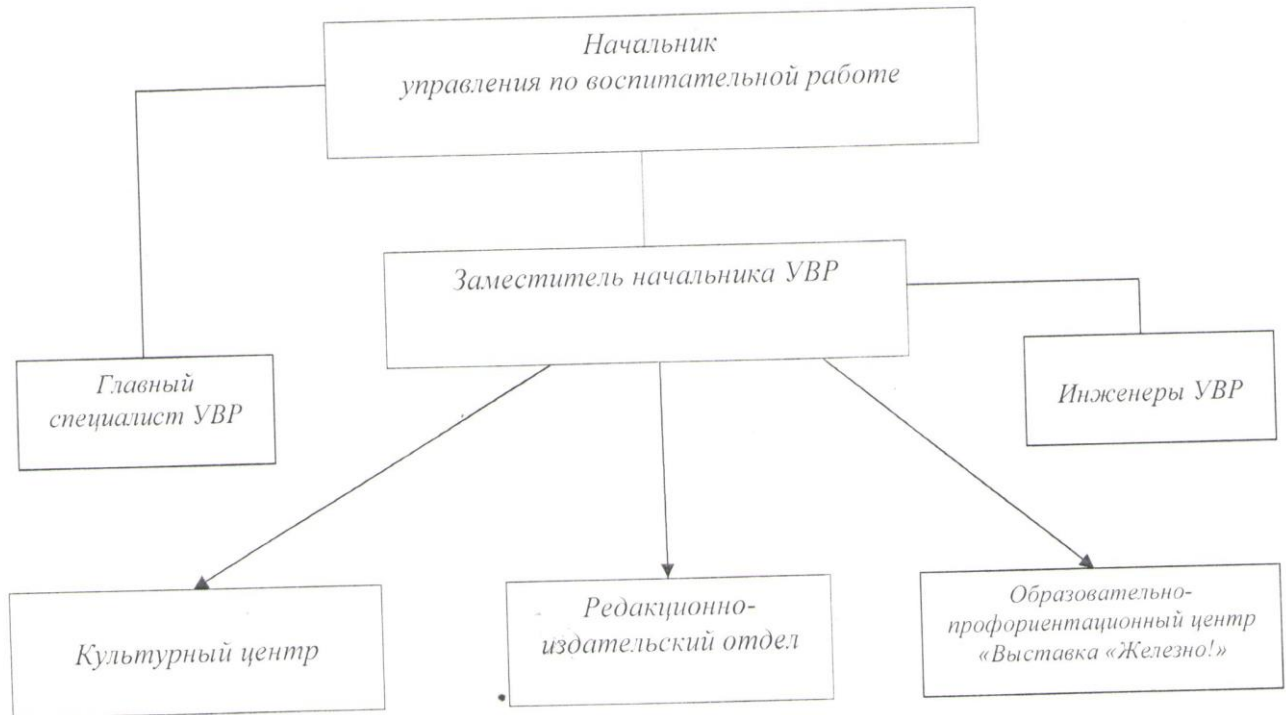 Начальник
управления по воспитательной работе
Заместитель начальника УВР
Главный
специалист УВР
Инженеры УВР
Культурный центр
Редакционно-
издательский отдел
Образовательно-
профориентационный центр
«Выставка «Железно!»